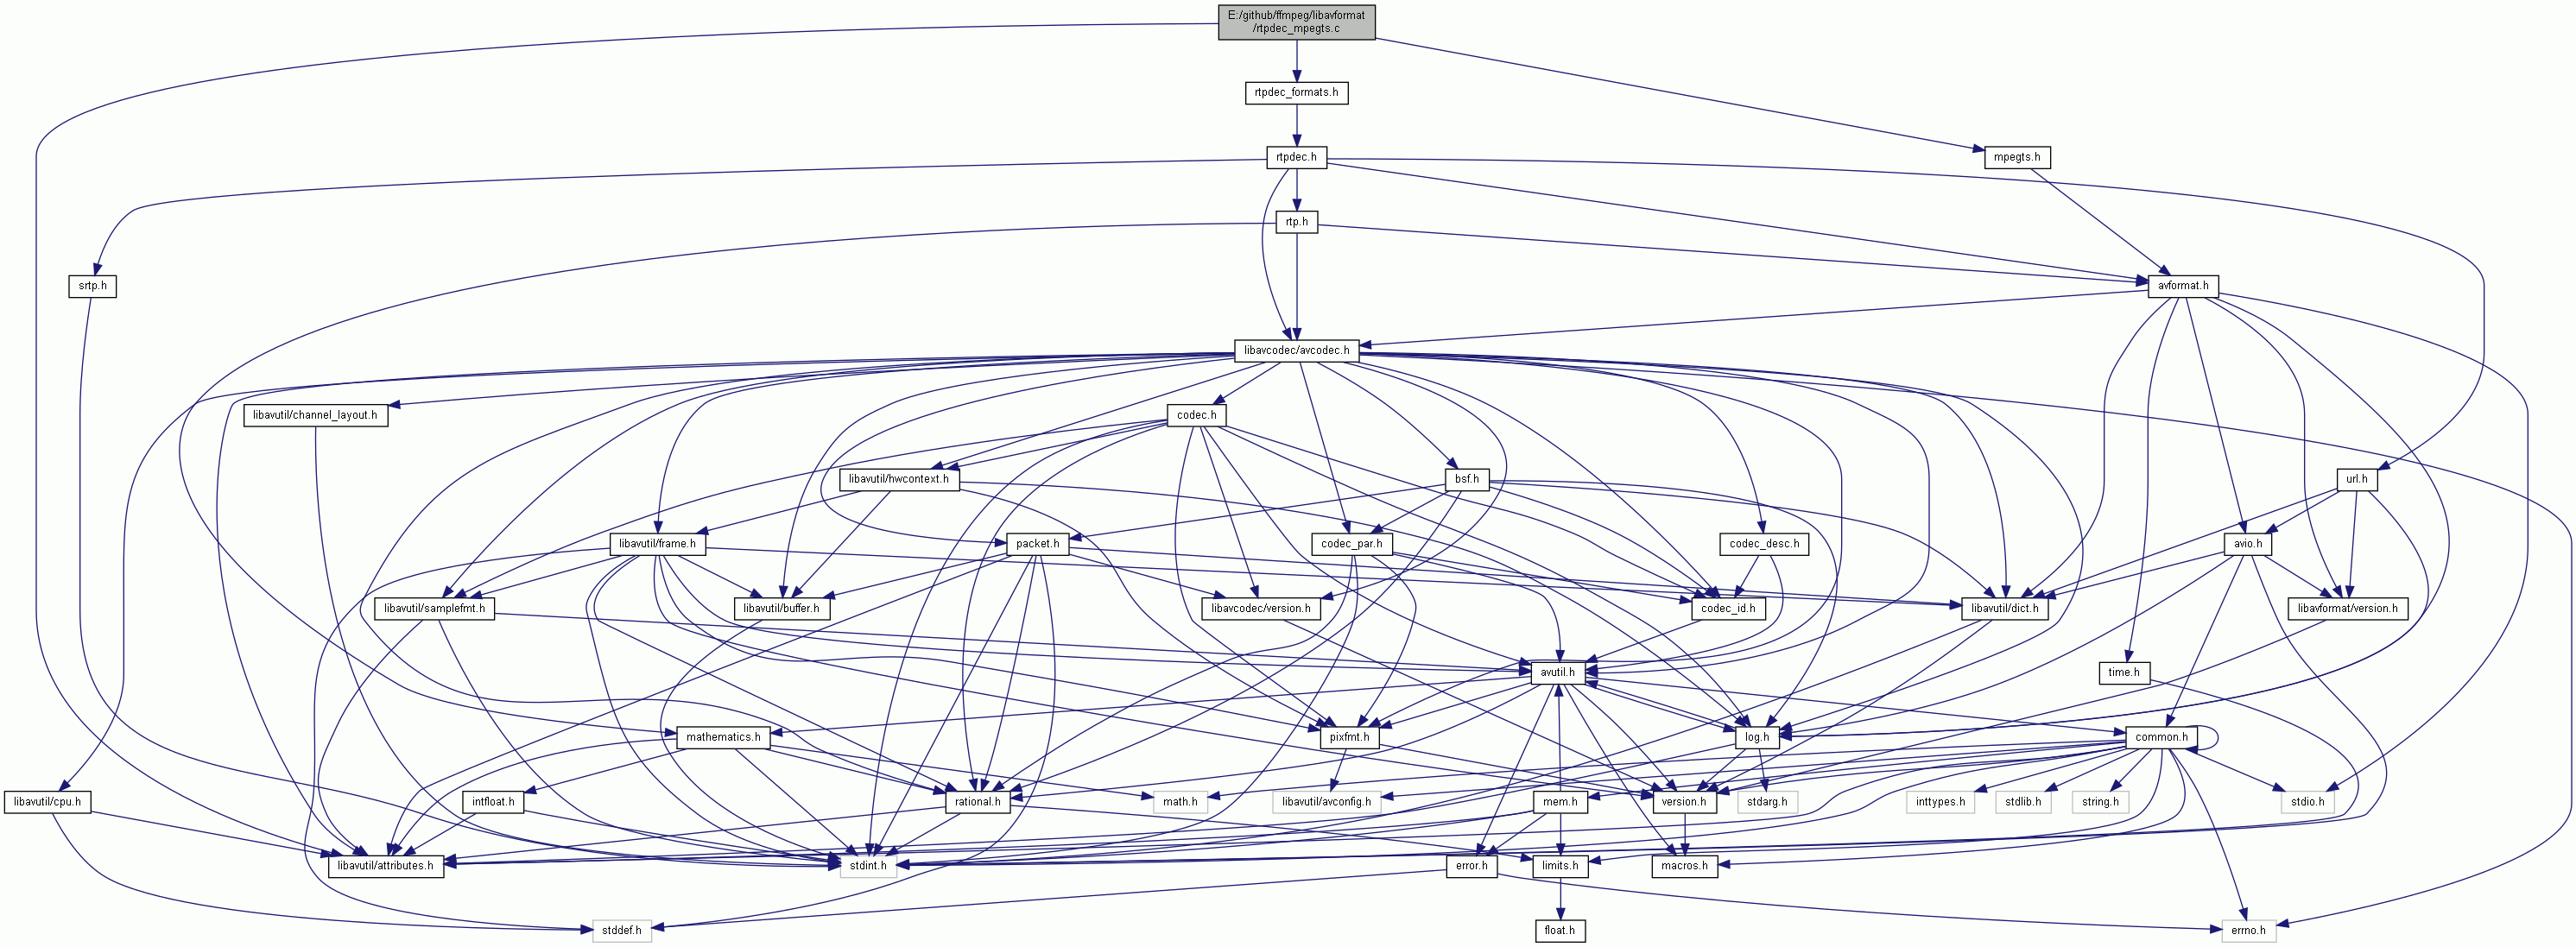 E:/github/ffmpeg/libavformat
/rtpdec_mpegts.c
rtpdec_formats.h
rtpdec.h
mpegts.h
rtp.h
srtp.h
avformat.h
libavcodec/avcodec.h
libavutil/channel_layout.h
codec.h
libavutil/hwcontext.h
bsf.h
url.h
libavutil/frame.h
packet.h
codec_par.h
codec_desc.h
avio.h
libavutil/samplefmt.h
libavutil/buffer.h
libavcodec/version.h
codec_id.h
libavutil/dict.h
libavformat/version.h
avutil.h
time.h
mathematics.h
pixfmt.h
log.h
common.h
libavutil/cpu.h
intfloat.h
rational.h
math.h
libavutil/avconfig.h
mem.h
version.h
stdarg.h
inttypes.h
stdlib.h
string.h
stdio.h
libavutil/attributes.h
stdint.h
error.h
limits.h
macros.h
stddef.h
float.h
errno.h